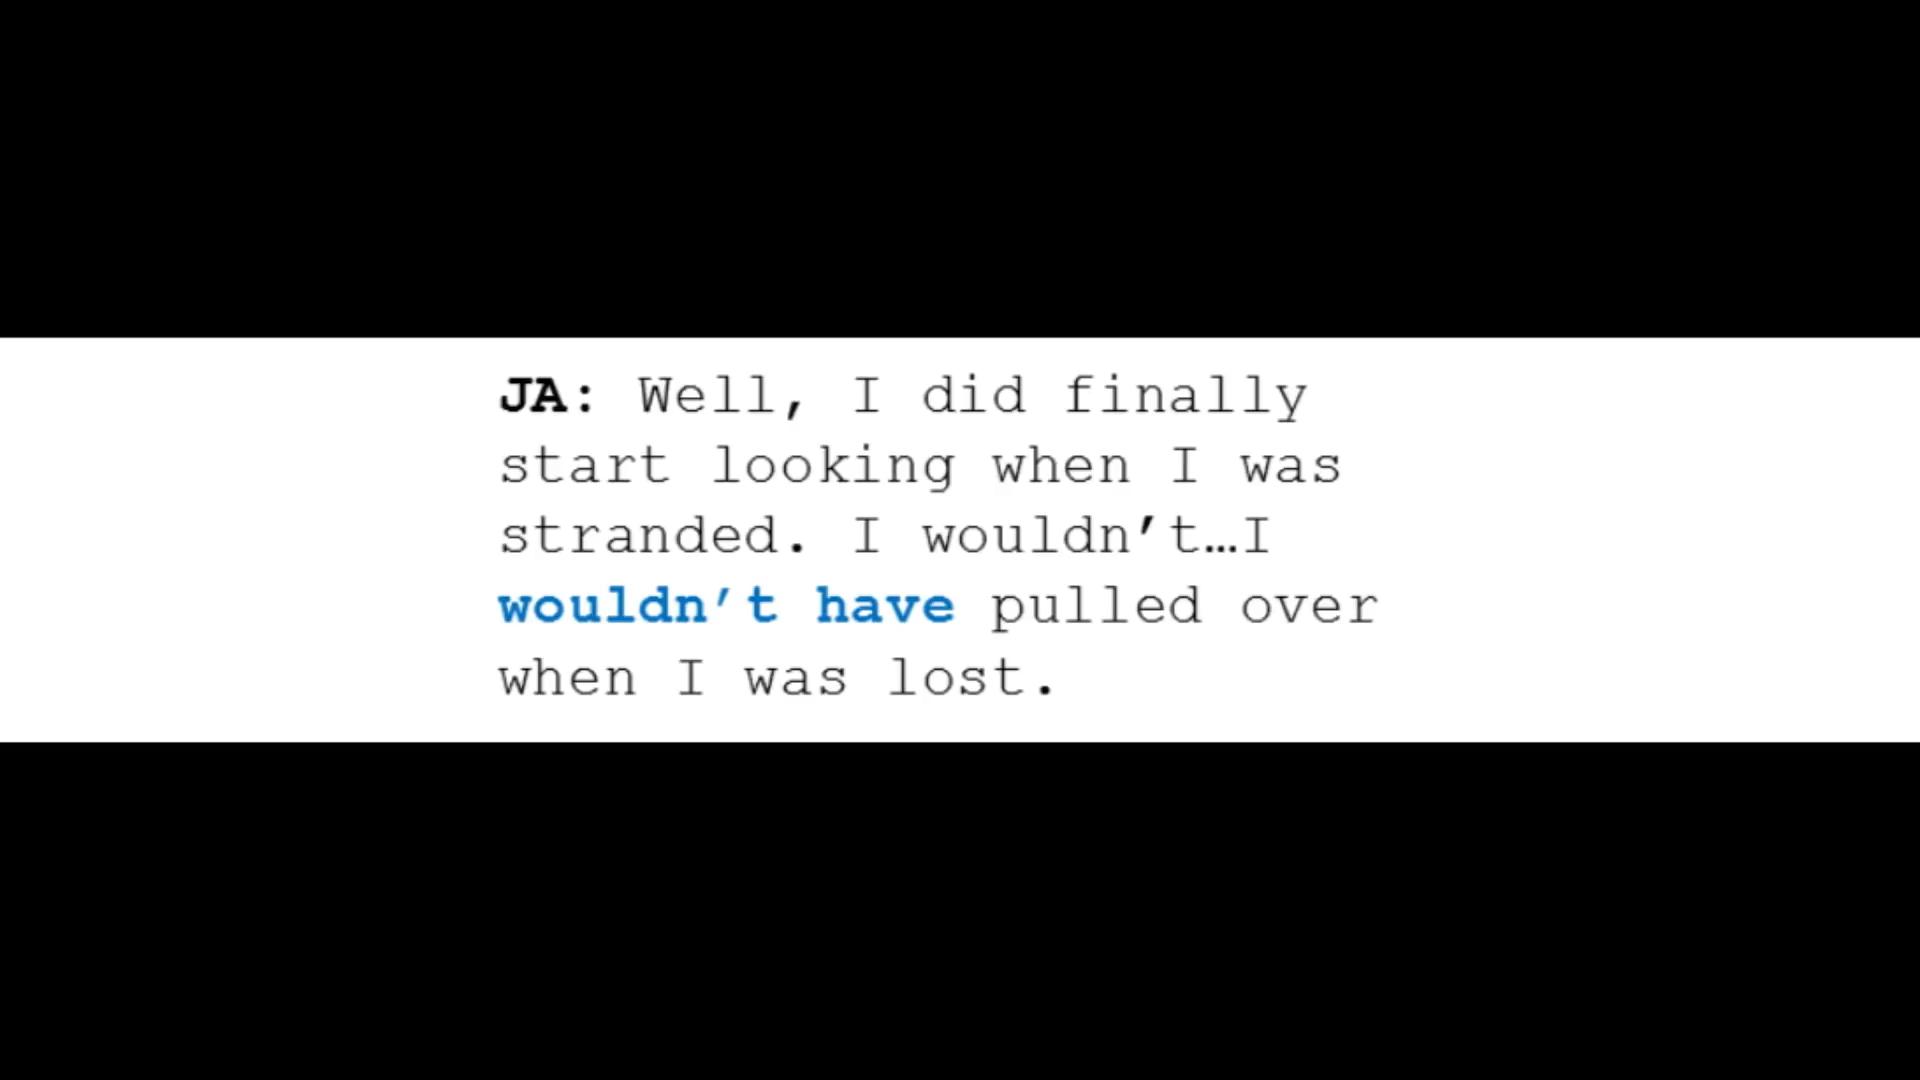 JA: Well, I did finally
start looking when I was
stranded. I wouldn’t…I
wouldn’t have pulled over
when I was lost.